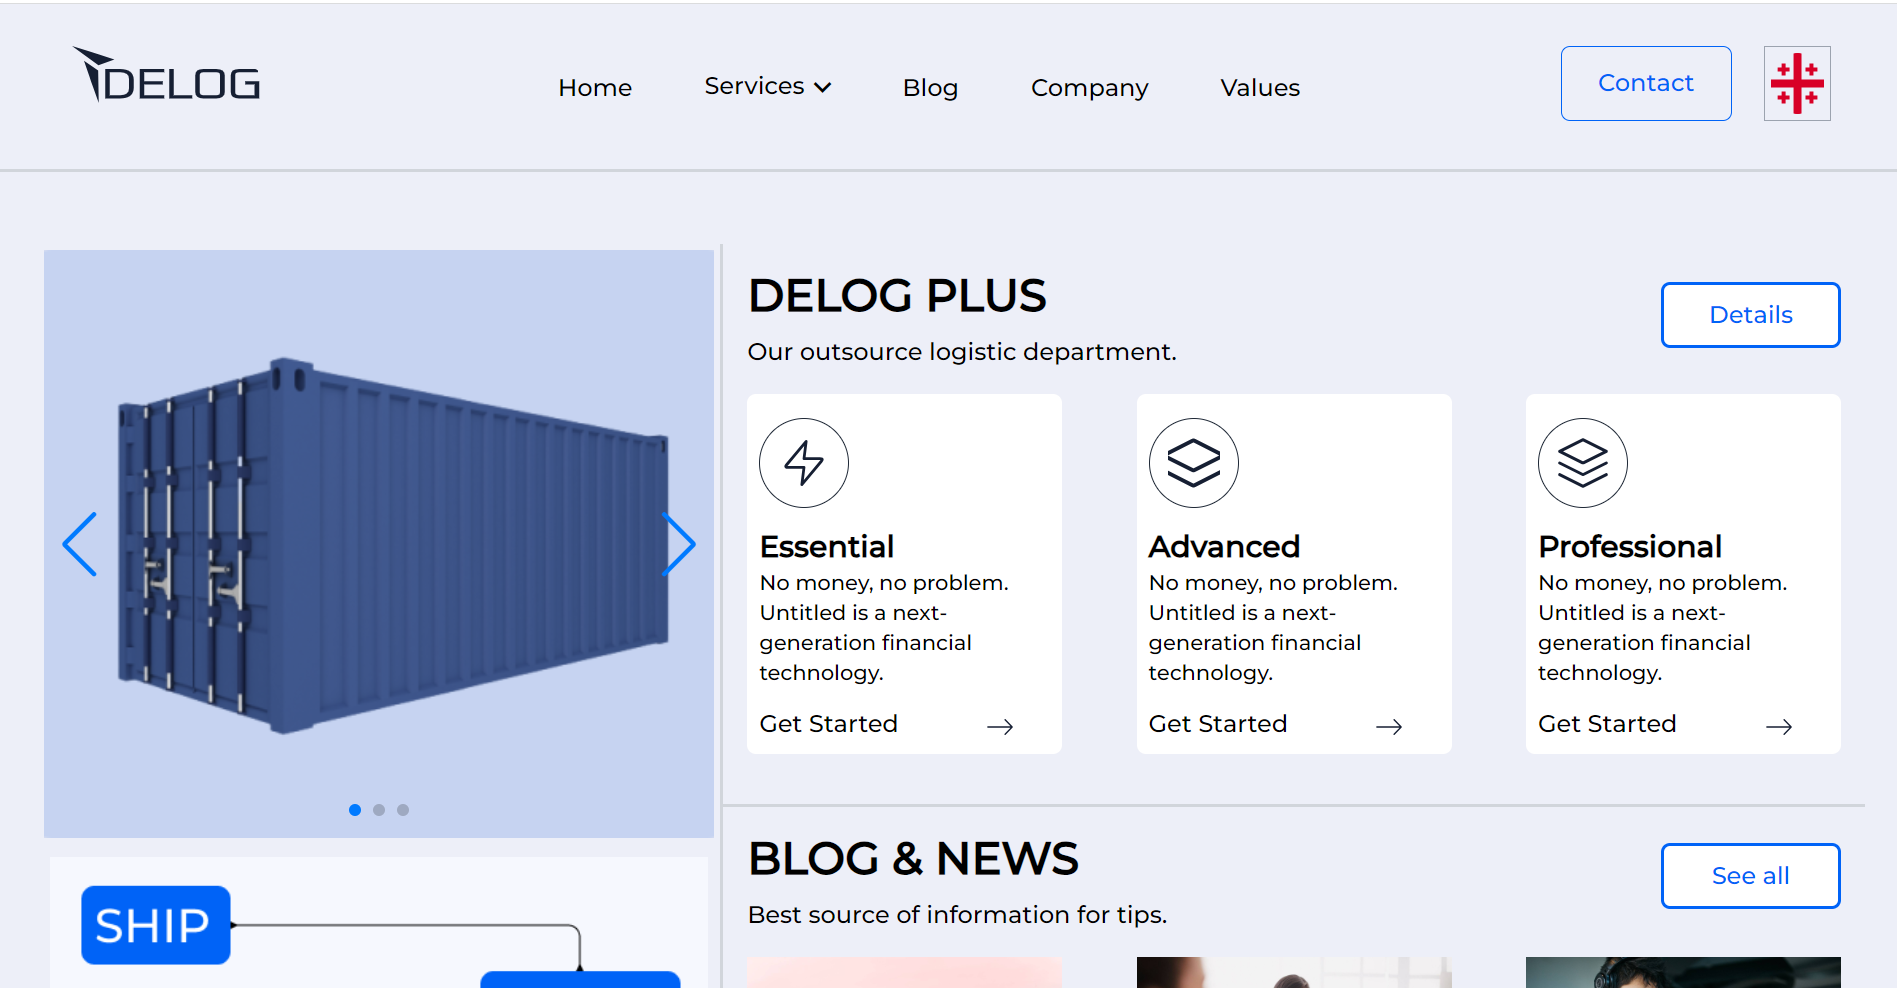 DELOG
Home
Services
Blog
Company
Values
Contact
DELOG PLUS
Our outsource logistic department.
Details
Essential
No money, no problem.
Untitled is a next-
generation financial
technology.
Get Started
Advanced
No money, no problem.
Untitled is a next-
generation financial
technology.
Get Started
Professional
No money, no problem.
Untitled is a next-
generation financial
technology.
Get Started
SHIP
BLOG & NEWS
Best source of information for tips.
See all